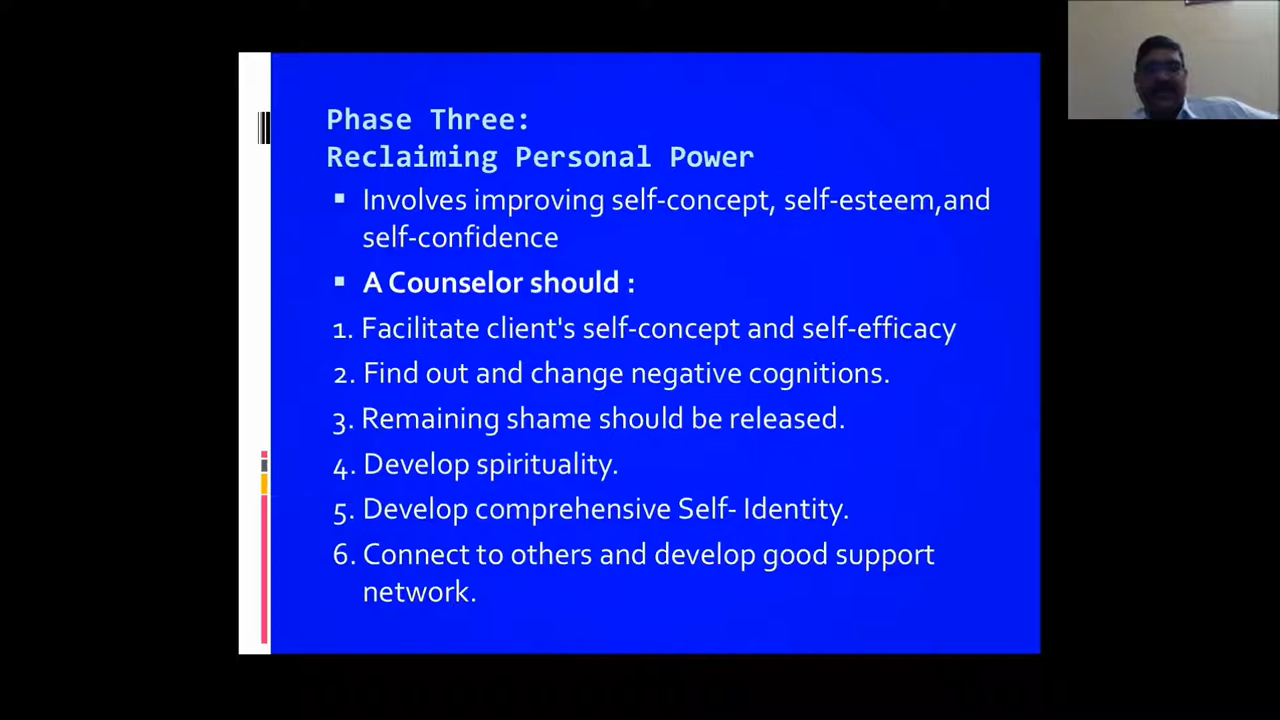 Phase Three:
Reclaiming Personal Power
▪ Involves improving self-concept, self-esteem,and
self-confidence
▪ A Counselor should :
1. Facilitate client's self-concept and self-efficacy
2. Find out and change negative cognitions.
3. Remaining shame should be released.
4. Develop spirituality.
5. Develop comprehensive Self- Identity.
6. Connect to others and develop good support
network.